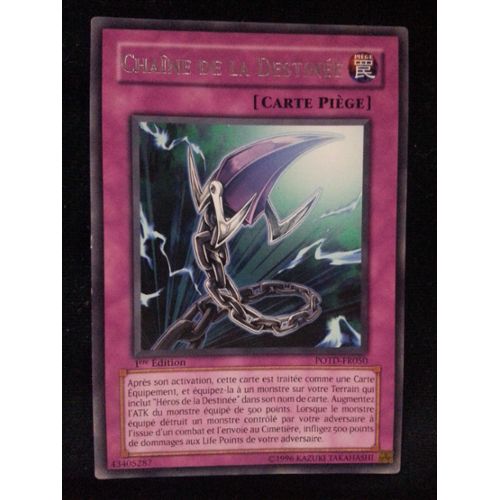 CHAÎNE DE LA DESTINÉE
PIÈGE
罠
[CARTE PIÈGE]
1ère Édition
POTD-FR050
Après son activation, cette carte est traitée comme une Carte
Équipement, et équipez-la à un monstre sur votre Terrain qui
inclut "Héros de la Destinée" dans son nom de carte. Augmentez
l'ATK du monstre équipé de 500 points. Lorsque le monstre
équipé détruit un monstre contrôlé par votre adversaire à
l'issue d'un combat et l'envoie au Cimetière, infligez 500 points
de dommages aux Life Points de votre adversaire.
43405287
©1996 KAZUKI TAKAHASHI